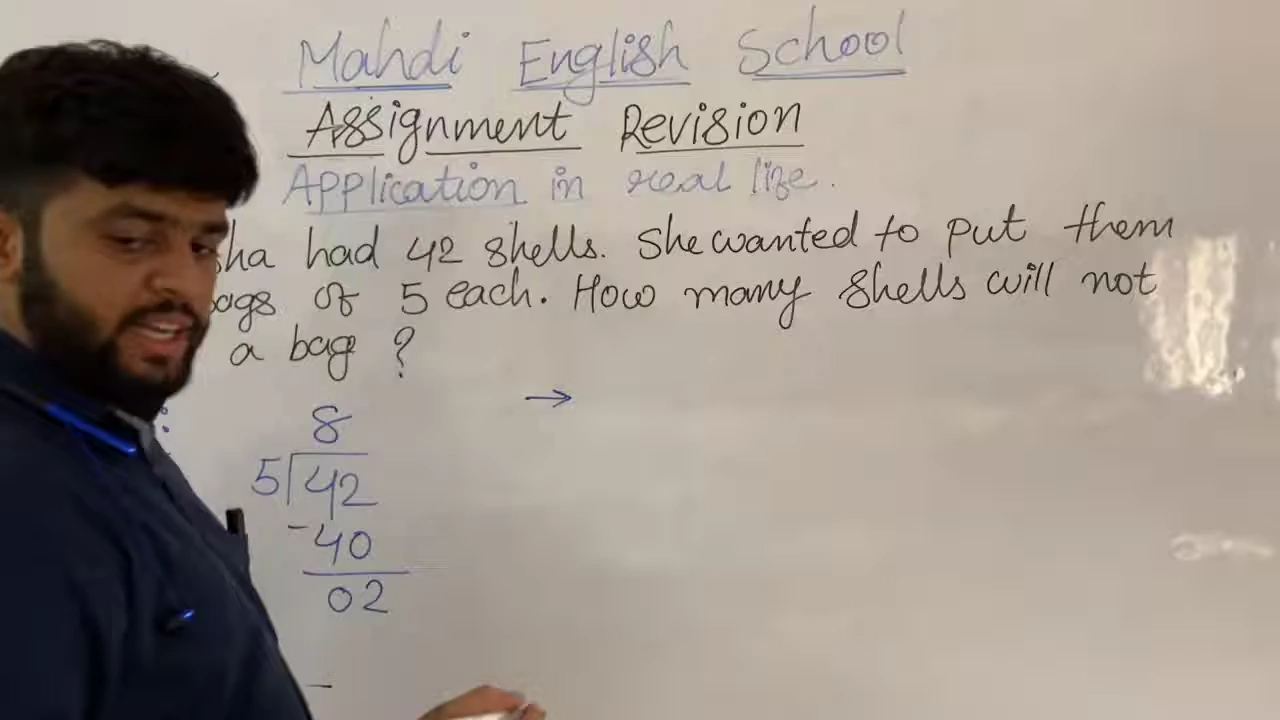 Mahdi English School
Assignment Revision
Application in real life.
sha had 42 shells. She wanted to put them
bags of 5 each. How many shells will not
a bag ?
→
8
5 42
- 40
02
-